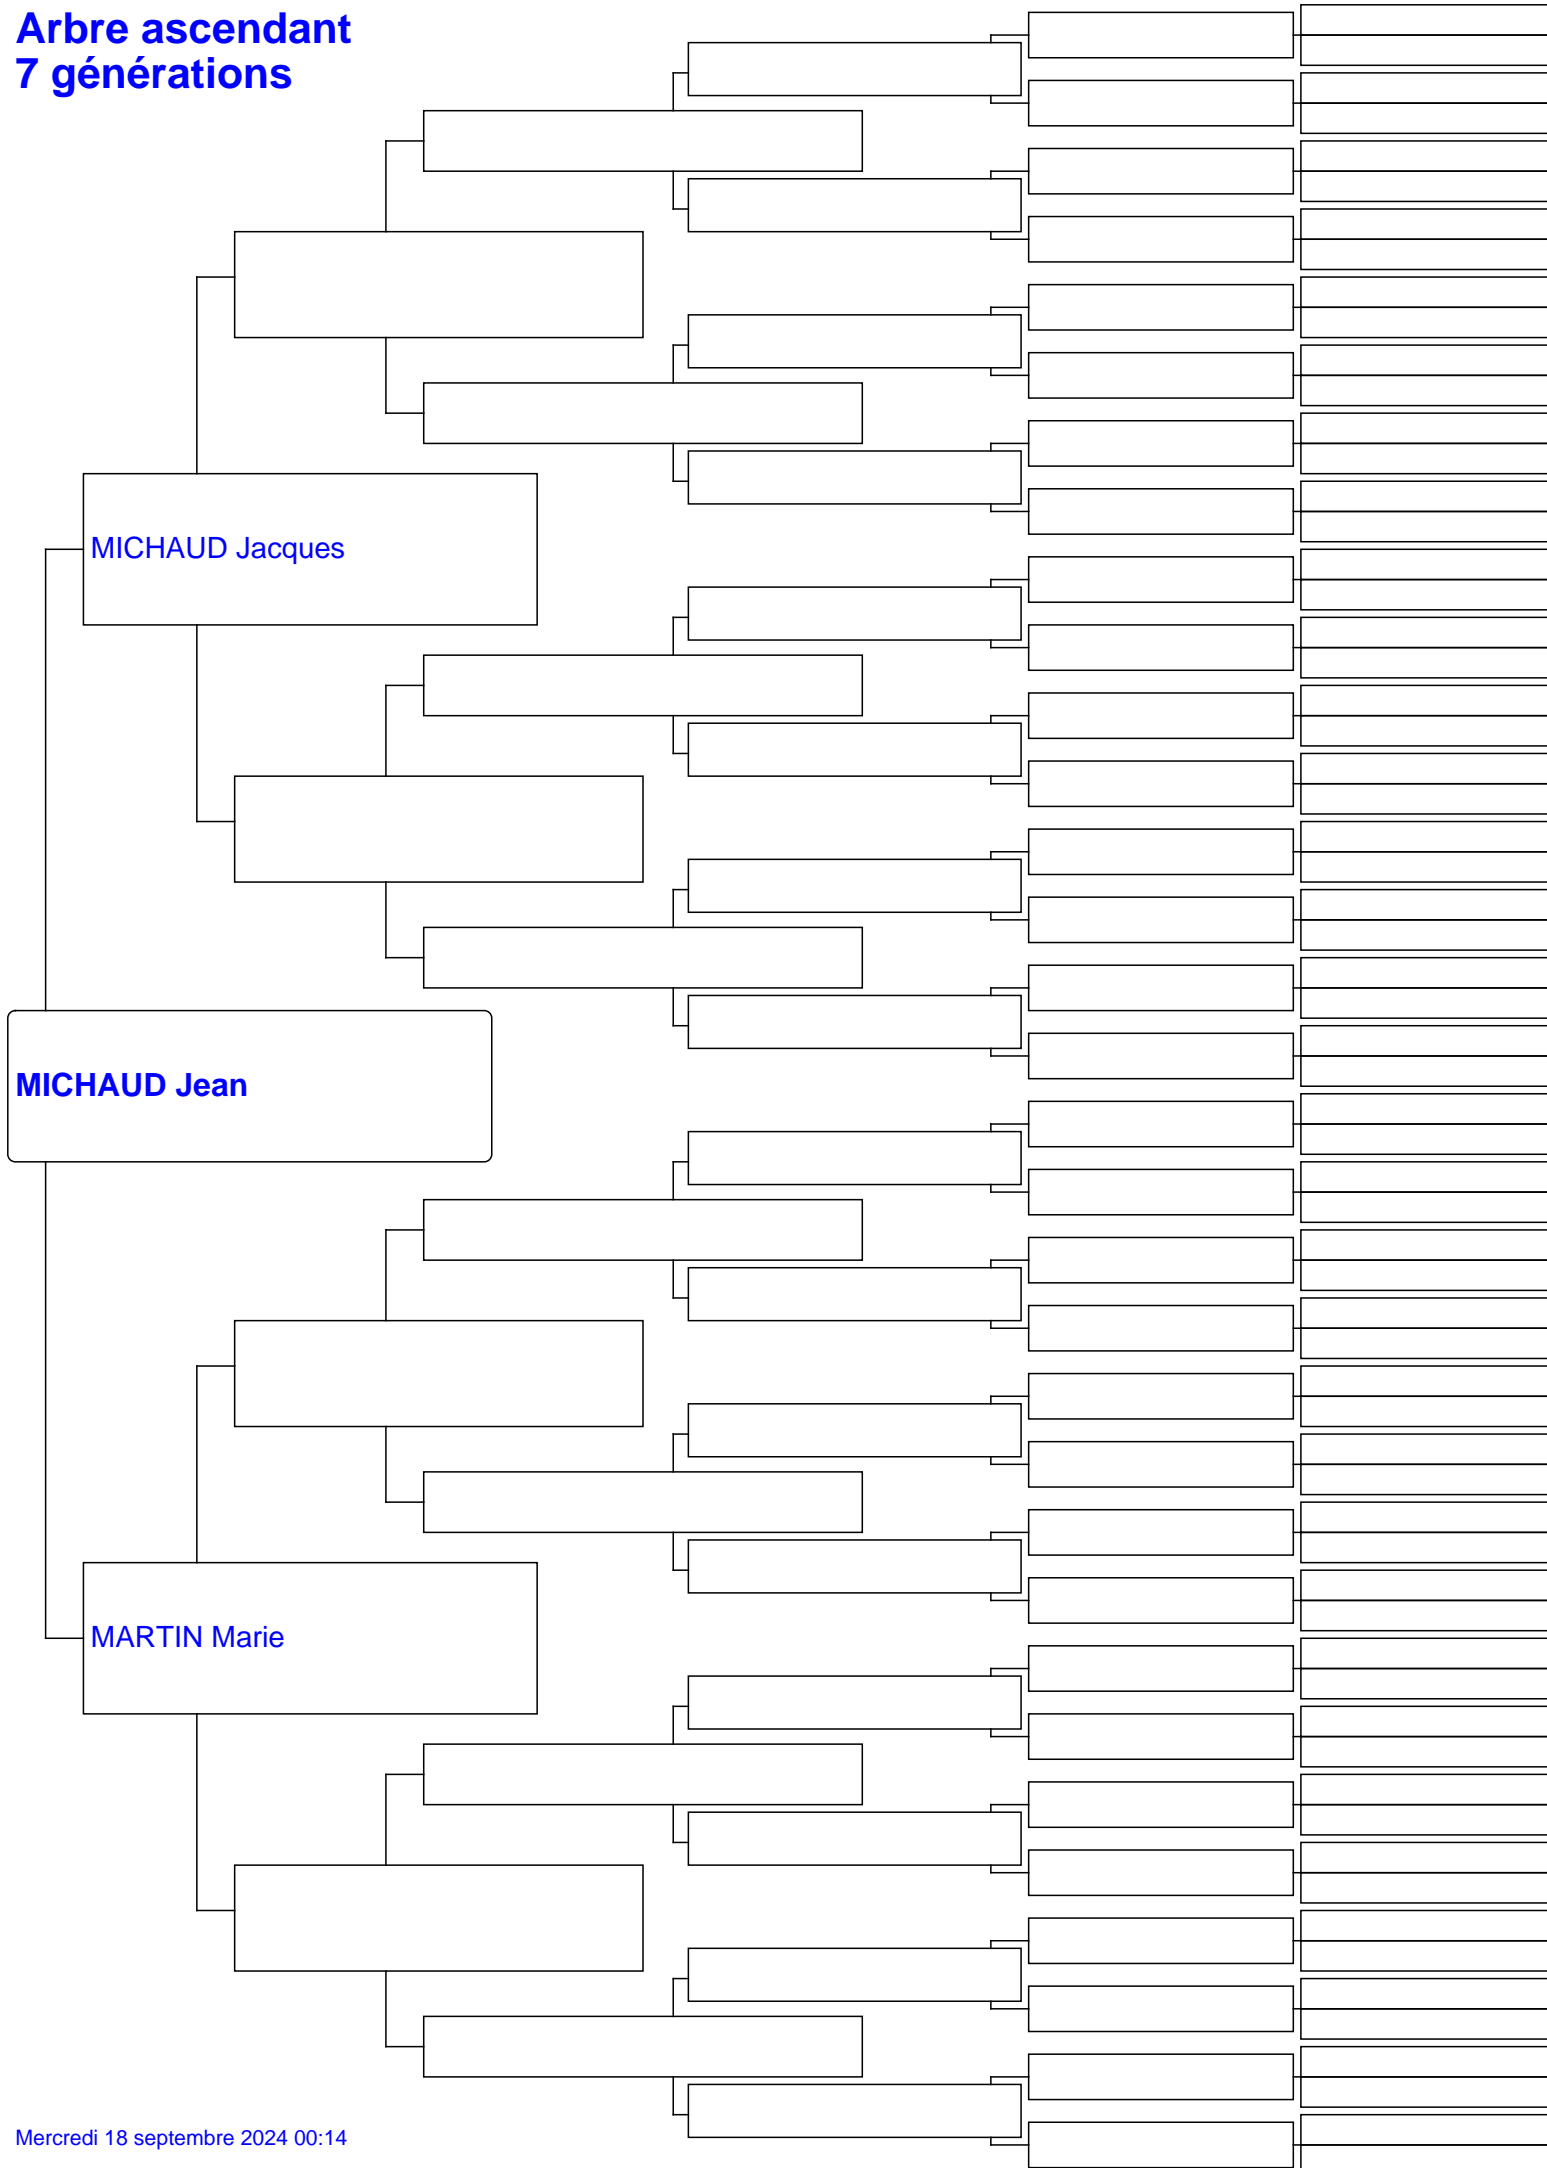 Arbre ascendant
7 générations
MICHAUD Jacques
MICHAUD Jean
MARTIN Marie
Mercredi 18 septembre 2024 00:14